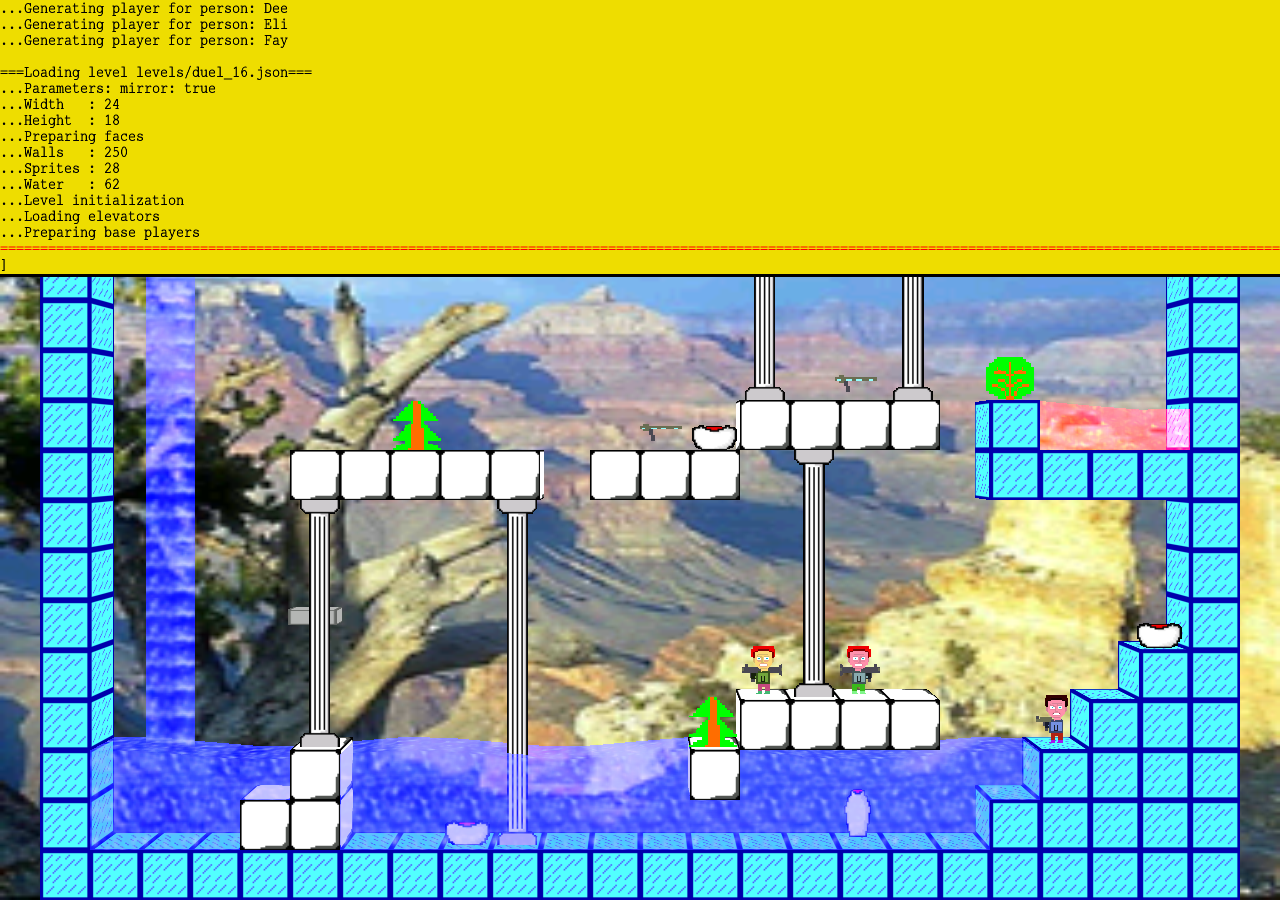 ...Generating player for person: Dee
...Generating player for person: Eli
...Generating player for person: Fay
===Loading level levels/duel_16.json===
...Parameters: mirror: true
...Width   : 24
...Height  : 18
...Preparing faces
...Walls   : 250
...Sprites : 28
...Water   : 62
...Level initialization
...Loading elevators
...Preparing base players
]